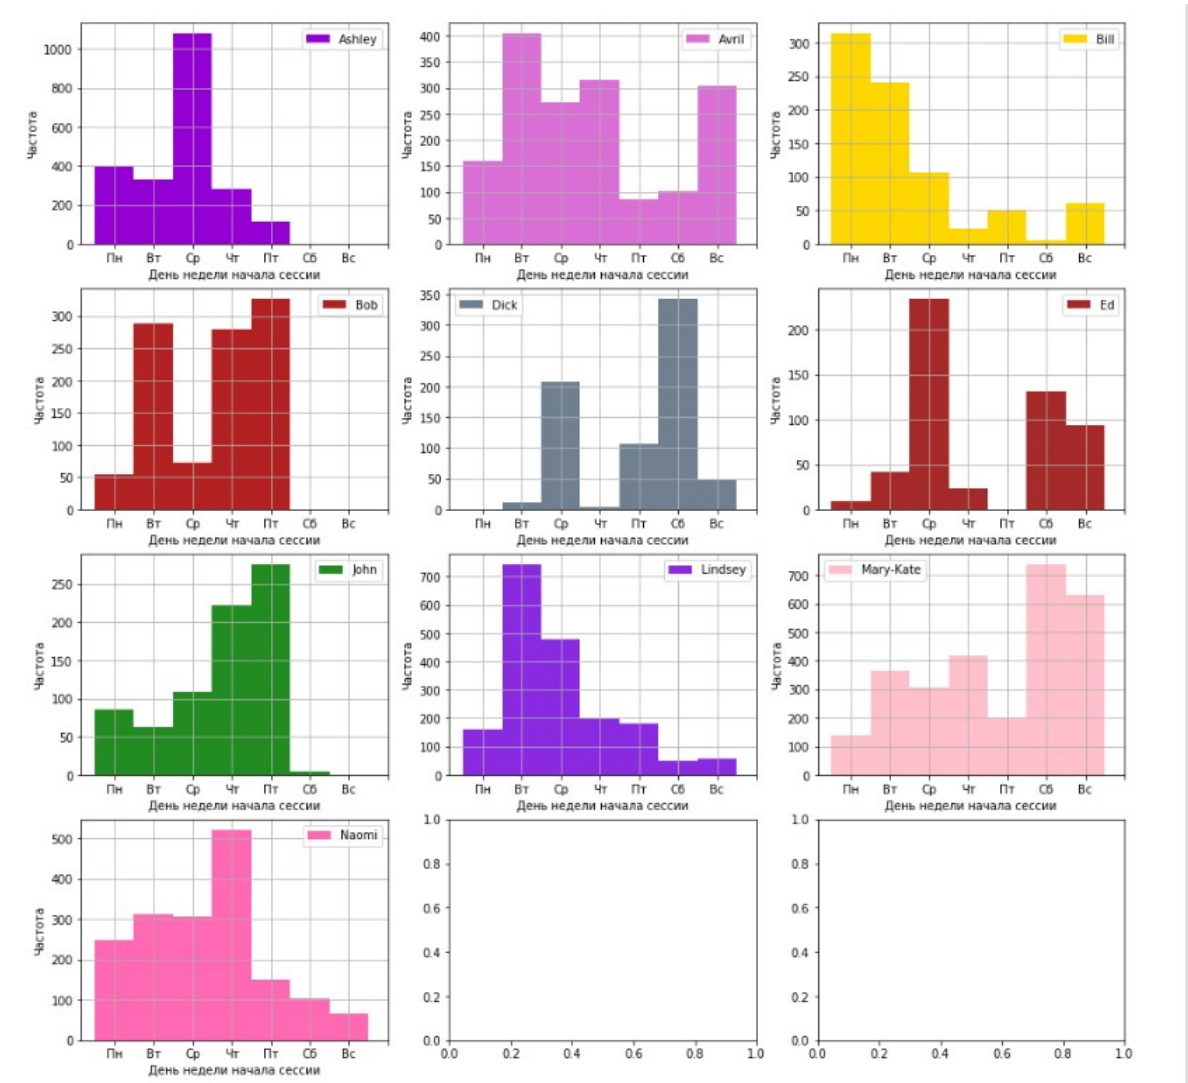 Ashley
1000
800
600
400
200
0
Частота
Пн Вт Ср Чт Пт Сб Вс
День недели начала сессии
Avril
400
350
300
250
200
150
100
50
0
Частота
Пн Вт Ср Чт Пт Сб Вс
День недели начала сессии
Bill
300
250
200
150
100
50
0
Частота
Пн Вт Ср Чт Пт Сб Вс
День недели начала сессии
Bob
300
250
200
150
100
50
0
Частота
Пн Вт Ср Чт Пт Сб Вс
День недели начала сессии
Dick
350
300
250
200
150
100
50
0
Частота
Пн Вт Ср Чт Пт Сб Вс
День недели начала сессии
Ed
200
150
100
50
0
Частота
Пн Вт Ср Чт Пт Сб Вс
День недели начала сессии
John
250
200
150
100
50
0
Частота
Пн Вт Ср Чт Пт Сб Вс
День недели начала сессии
Lindsey
700
600
500
400
300
200
100
0
Частота
Пн Вт Ср Чт Пт Сб Вс
День недели начала сессии
Mary-Kate
700
600
500
400
300
200
100
0
Частота
Пн Вт Ср Чт Пт Сб Вс
День недели начала сессии
Naomi
500
400
300
200
100
0
Частота
Пн Вт Ср Чт Пт Сб Вс
День недели начала сессии
1.0
0.8
0.6
0.4
0.2
0.0
0.0 0.2 0.4 0.6 0.8 1.0
1.0
0.8
0.6
0.4
0.2
0.0
0.0 0.2 0.4 0.6 0.8 1.0